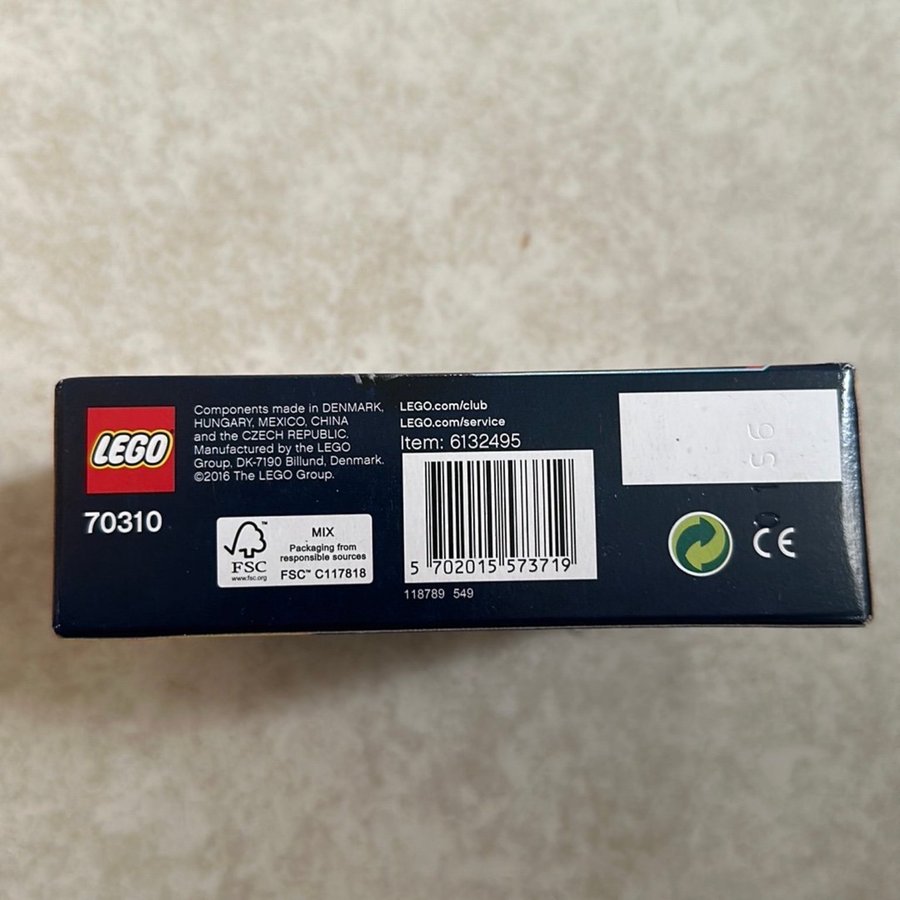 LEGO
70310
Components made in DENMARK,
HUNGARY, MEXICO, CHINA
and the CZECH REPUBLIC.
Manufactured by the LEGO
Group, DK-7190 Billund, Denmark.
©2016 The LEGO Group.
FSC™
www.fsc.org
MIX
Packaging from
responsible sources
FSC™ C117818
LEGO.com/club
LEGO.com/service
Item: 6132495
5 702015 573719
118789 549
CE